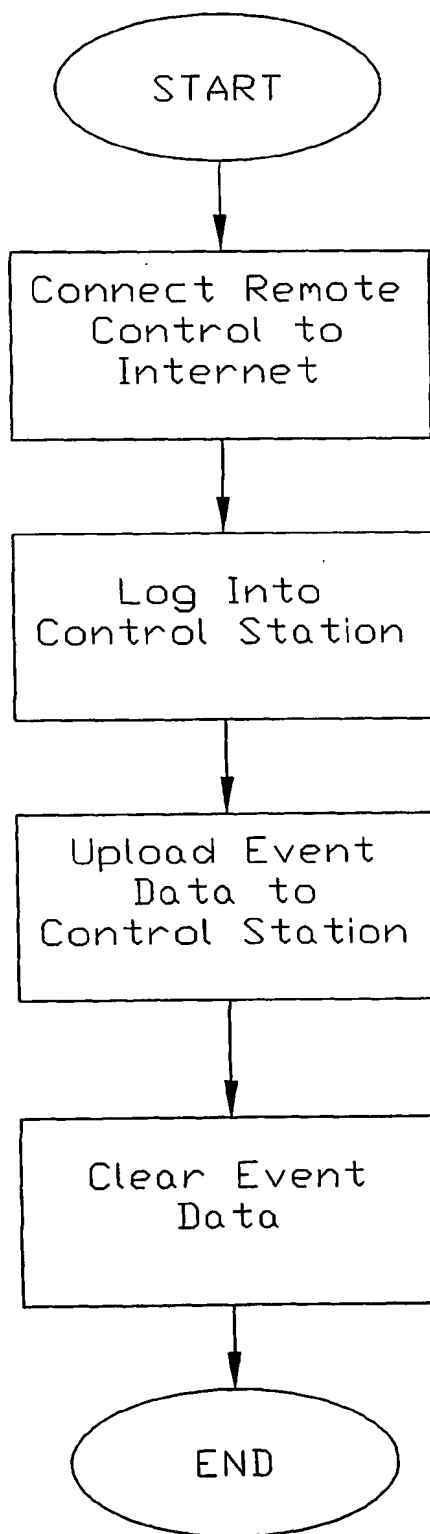 START
Connect Remote
Control to
Internet
Log Into
Control Station
Upload Event
Data to
Control Station
Clear Event
Data
END